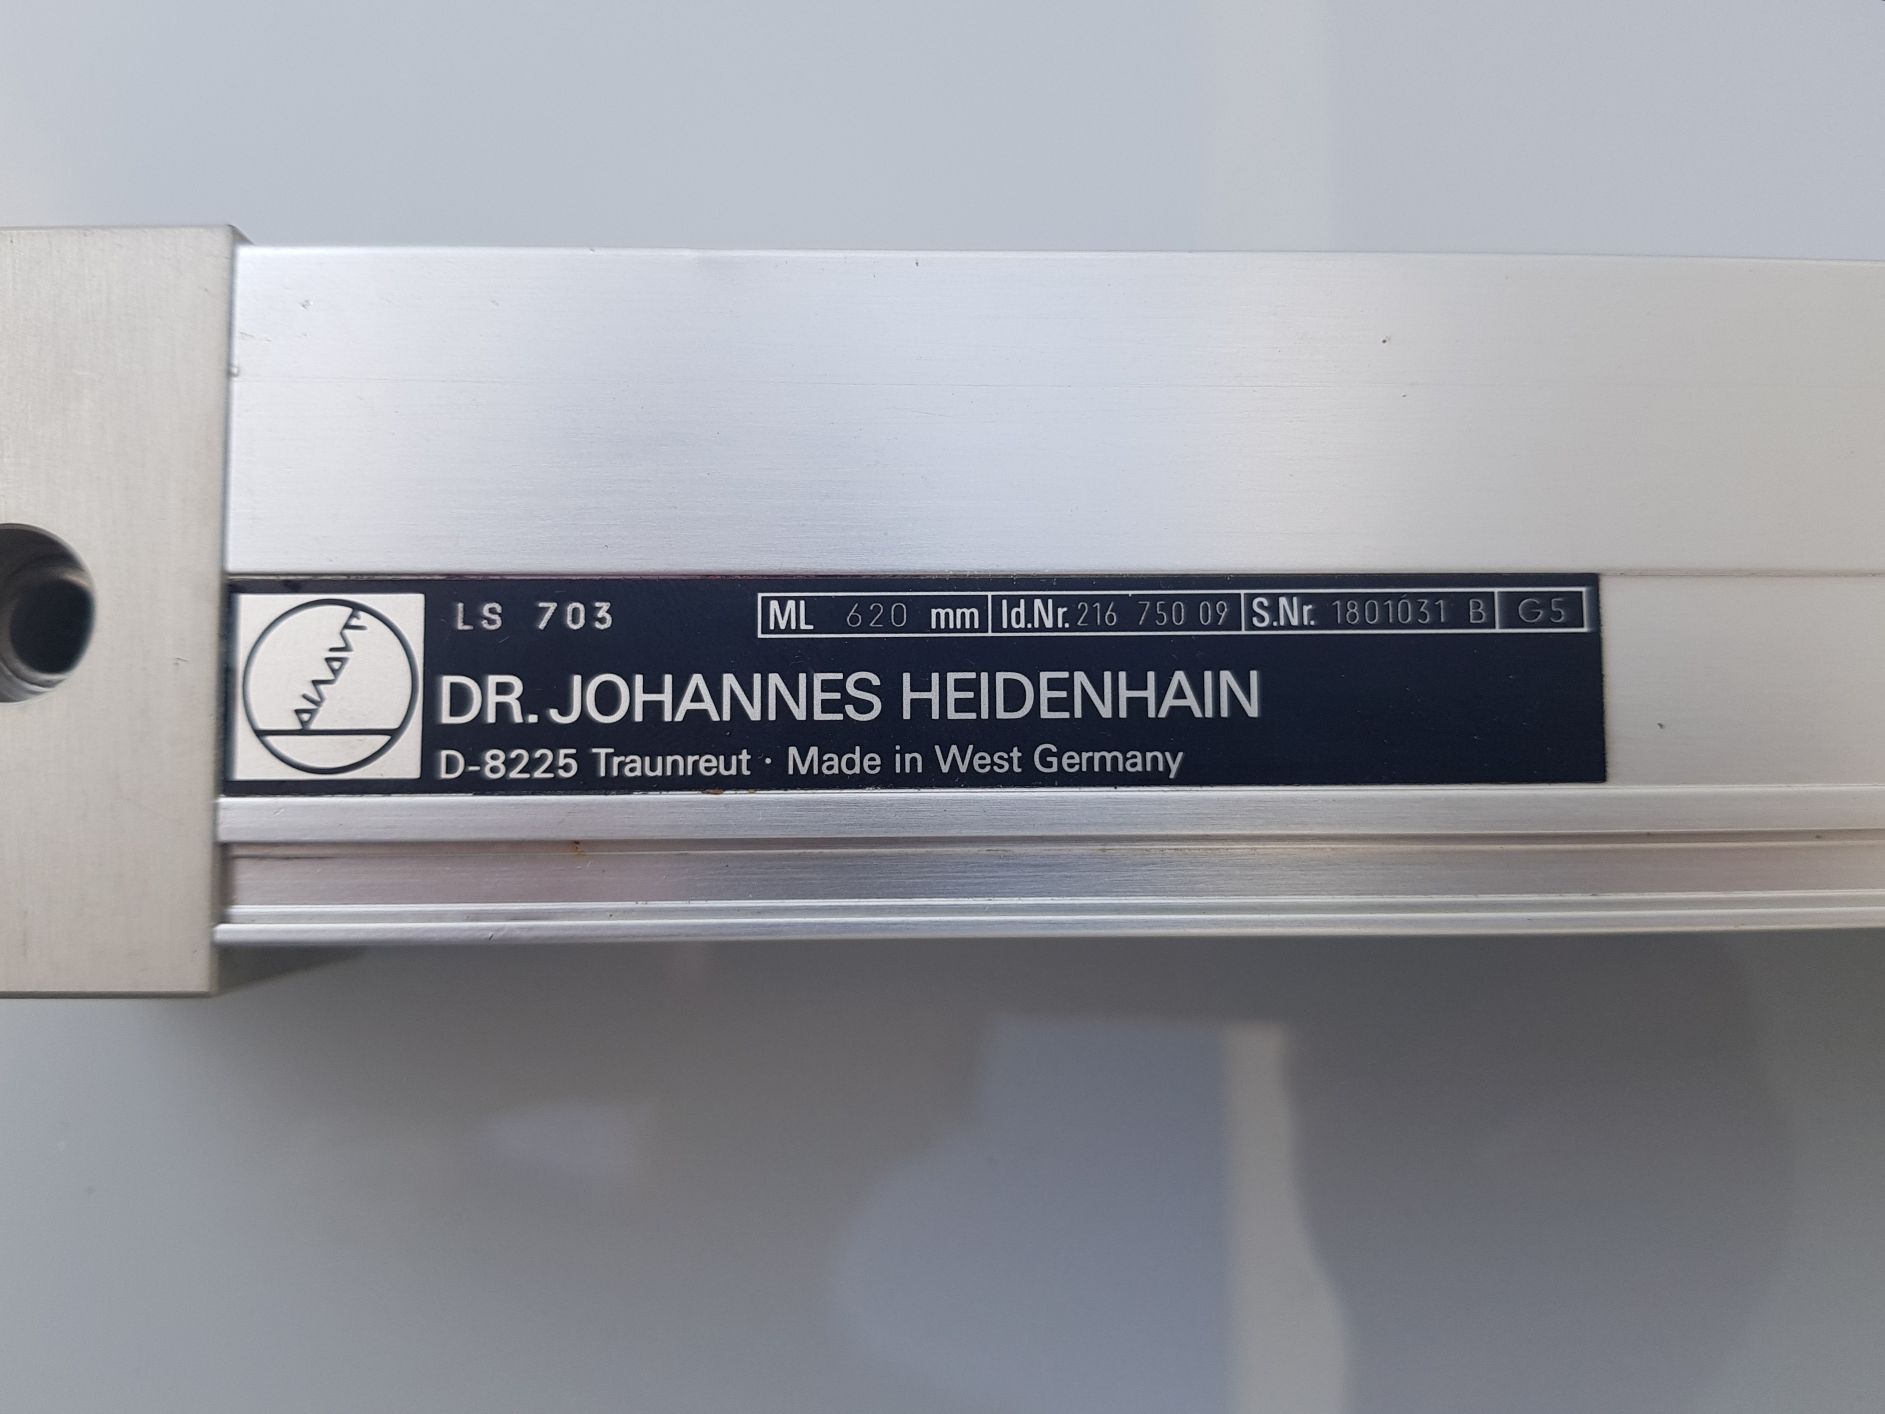 LS 703 ML 620 mm Id.Nr. 216 750 09 S.Nr. 1801031 B G5
DR. JOHANNES HEIDENHAIN
D-8225 Traunreut · Made in West Germany